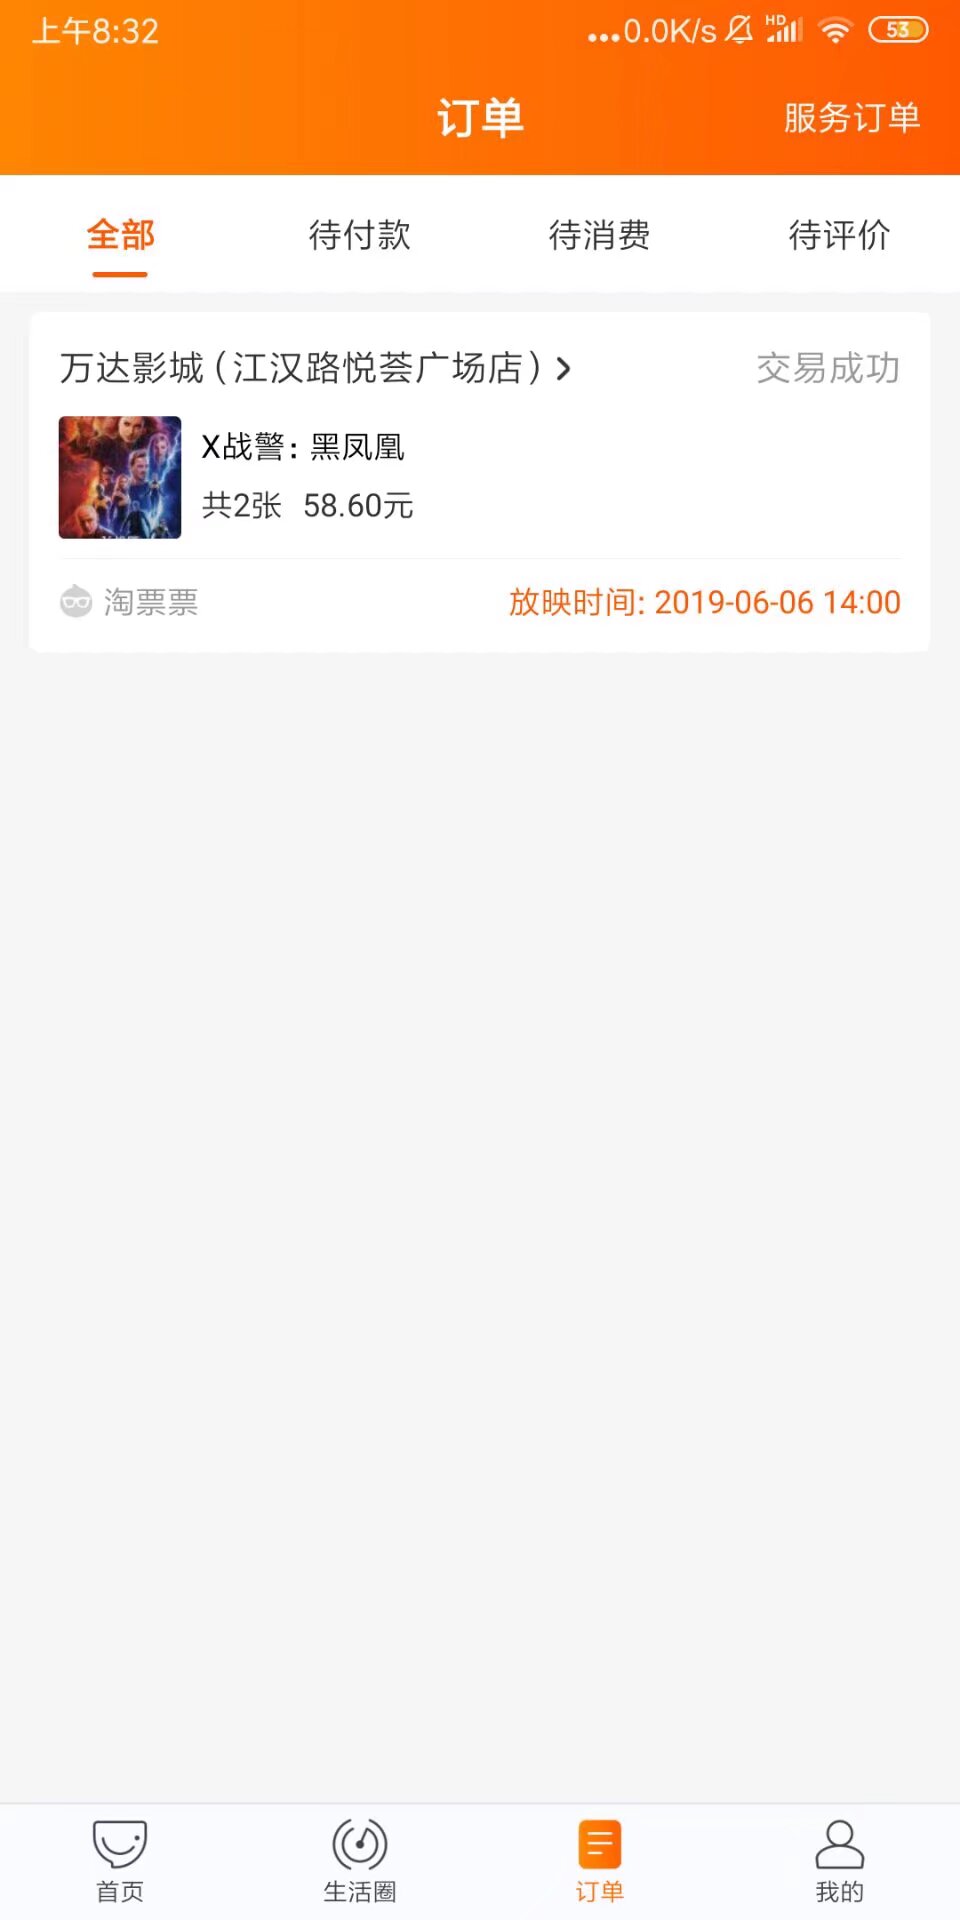 上午8:32
...0.0K/s HD 53
订单
服务订单
全部 待付款 待消费 待评价
万达影城(江汉路悦荟广场店)
交易成功
X战警: 黑凤凰
共2张 58.60元
淘票票
放映时间: 2019-06-06 14:00
首页 生活圈 订单 我的